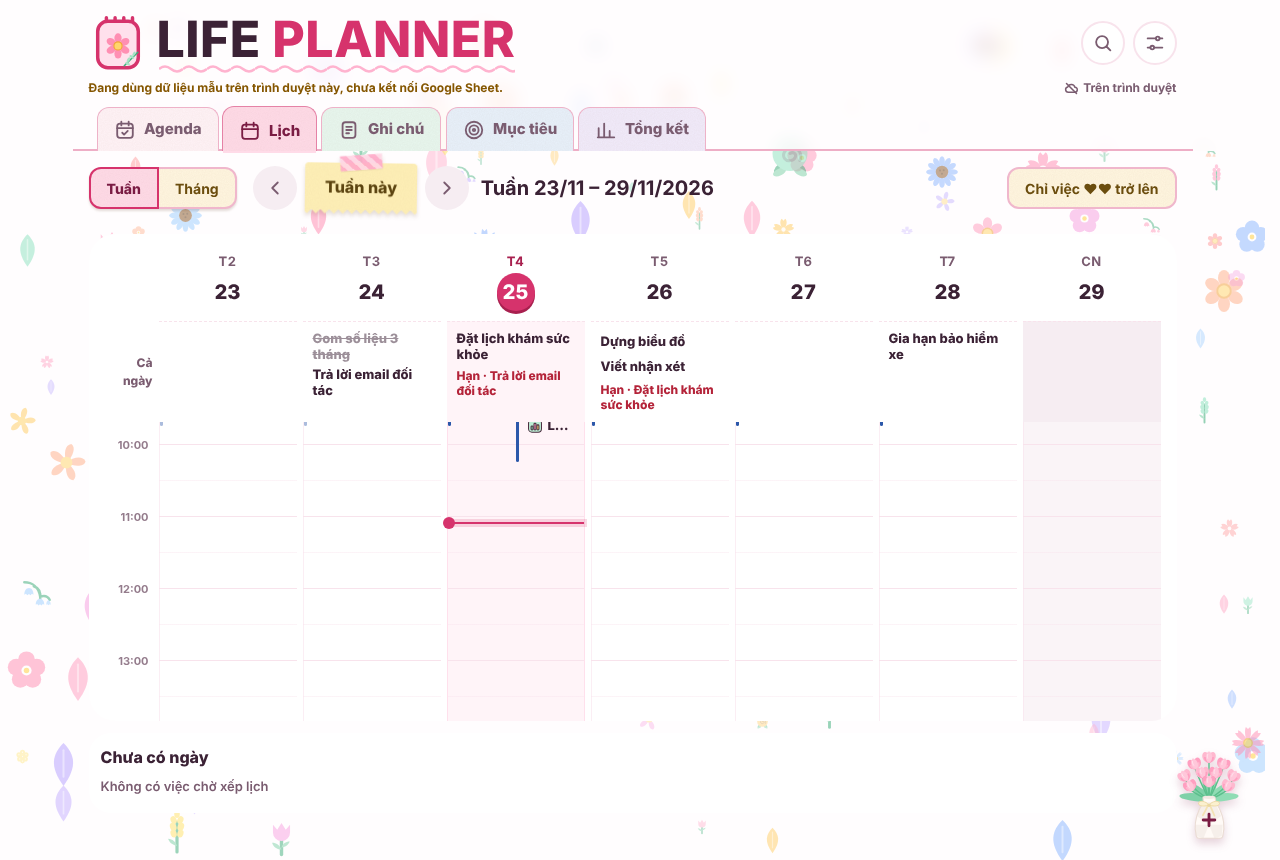 LIFE PLANNER
Đang dùng dữ liệu mẫu trên trình duyệt này, chưa kết nối Google Sheet.
Trên trình duyệt
Agenda
Lịch
Ghi chú
Mục tiêu
Tổng kết
Tuần
Tháng
Tuần này
Tuần 23/11 – 29/11/2026
Chỉ việc ♥♥ trở lên
T2
T3
T4
T5
T6
T7
CN
23
24
25
26
27
28
29
Cả
ngày
Gom số liệu 3
tháng
Trả lời email đối
tác
Đặt lịch khám sức
khỏe
Hạn · Trả lời email
đối tác
Dựng biểu đồ
Viết nhận xét
Hạn · Đặt lịch khám
sức khỏe
Gia hạn bảo hiểm
xe
L...
10:00
11:00
12:00
13:00
Chưa có ngày
Không có việc chờ xếp lịch